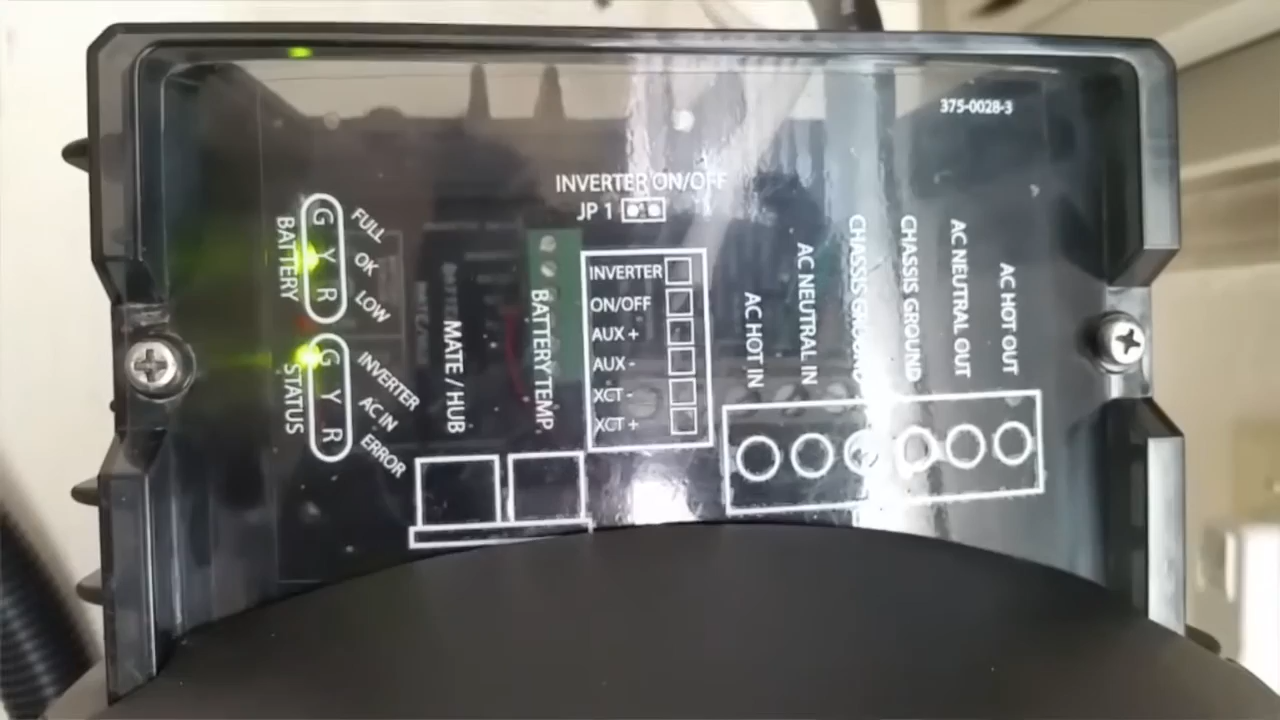 375-0028-3
INVERTER ON/OFF
JP 1
BATTERY
G Y R
FULL
OK
LOW
STATUS
G Y R
INVERTER
AC IN
ERROR
MATE / HUB
BATTERY TEMP.
INVERTER
ON/OFF
AUX +
AUX -
XCT -
XCT +
AC HOT IN
AC NEUTRAL IN
CHASSIS GROUND
CHASSIS GROUND
AC NEUTRAL OUT
AC HOT OUT